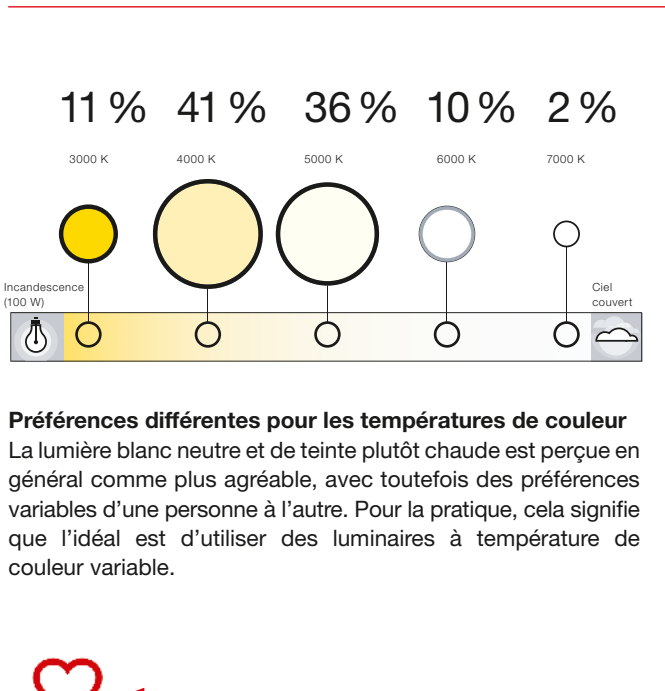 11 % 41 % 36 % 10 % 2 %
3000 K 4000 K 5000 K 6000 K 7000 K
Incandescence
(100 W)
Ciel
couvert
Préférences différentes pour les températures de couleur
La lumière blanc neutre et de teinte plutôt chaude est perçue en
général comme plus agréable, avec toutefois des préférences
variables d’une personne à l’autre. Pour la pratique, cela signifie
que l’idéal est d’utiliser des luminaires à température de
couleur variable.